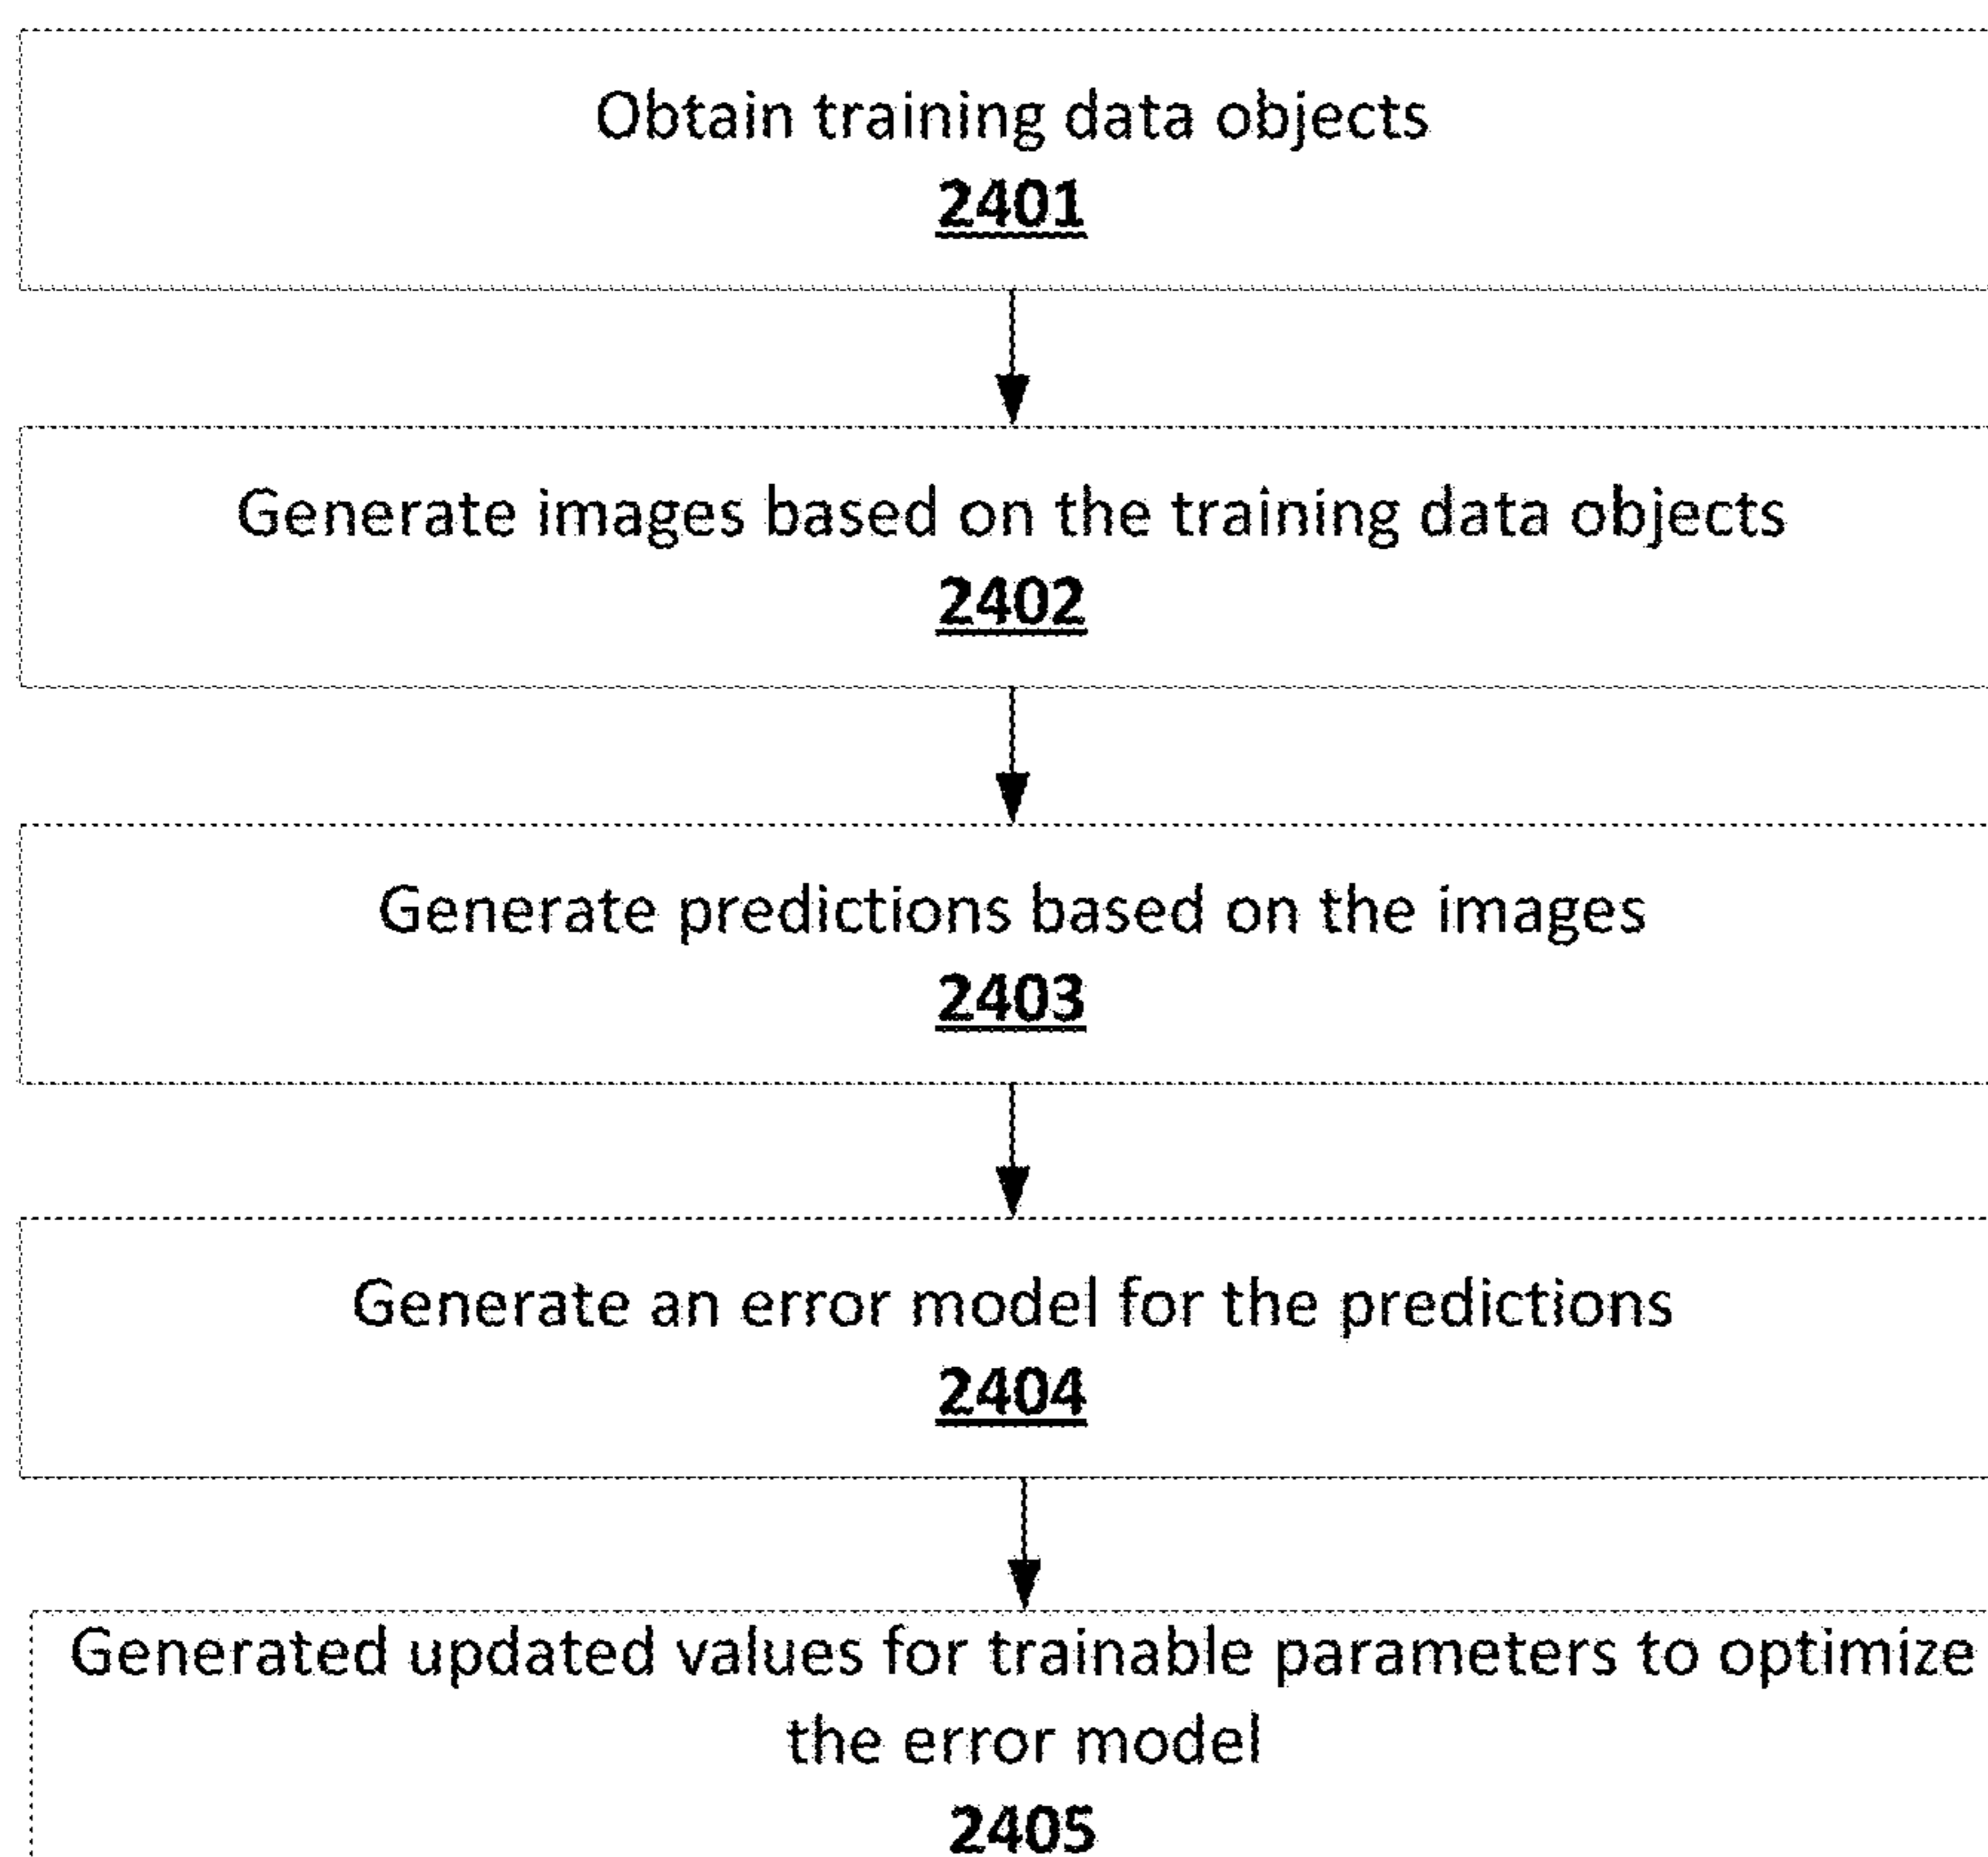 Obtain training data objects
2401
Generate images based on the training data objects
2402
Generate predictions based on the images
2403
Generate an error model for the predictions
2404
Generated updated values for trainable parameters to optimize
the error model
2405